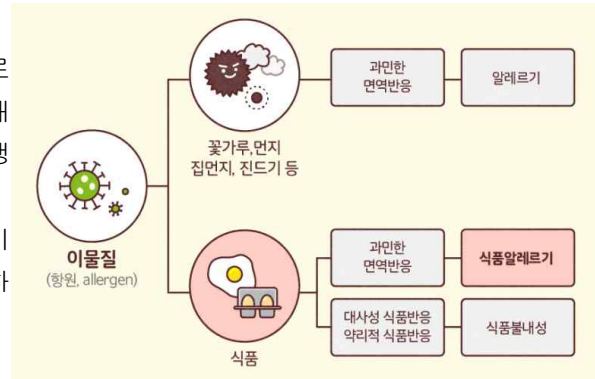 과민한
면역반응
알레르기
꽃가루,먼지
집먼지, 진드기 등
이물질
(항원, allergen)
과민한
면역반응
식품알레르기
대사성 식품반응
약리적 식품반응
식품불내성
식품